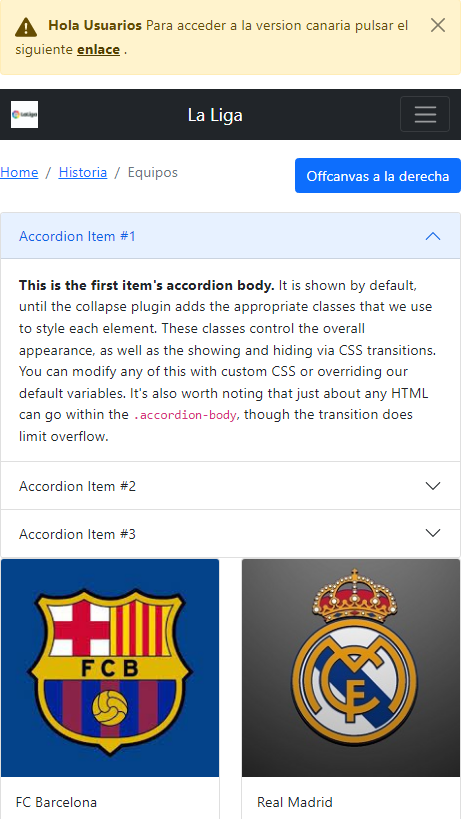 Hola Usuarios Para acceder a la version canaria pulsar el
siguiente enlace .
La Liga
Home / Historia / Equipos
Offcanvas a la derecha
Accordion Item #1
This is the first item's accordion body. It is shown by default,
until the collapse plugin adds the appropriate classes that we use
to style each element. These classes control the overall
appearance, as well as the showing and hiding via CSS transitions.
You can modify any of this with custom CSS or overriding our
default variables. It's also worth noting that just about any HTML
can go within the .accordion-body, though the transition does
limit overflow.
Accordion Item #2
Accordion Item #3
FCB
FC Barcelona
Real Madrid